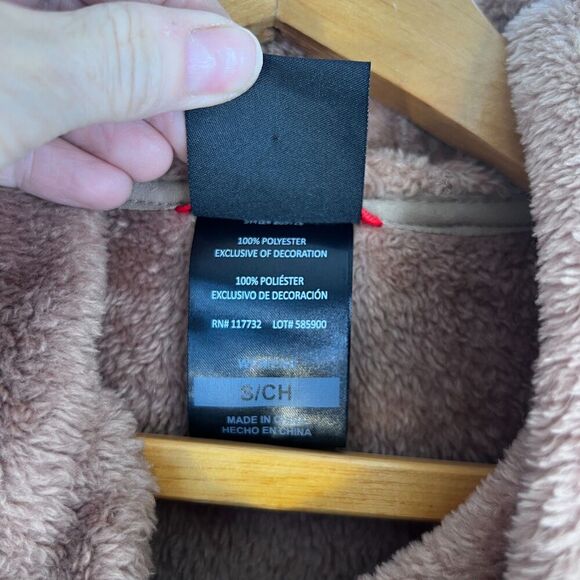 100% POLYESTER
EXCLUSIVE OF DECORATION
100% POLIÉSTER
EXCLUSIVO DE DECORACIÓN
RN# 117732 LOT# 585900
S/CH
MADE IN CHINA
HECHO EN CHINA